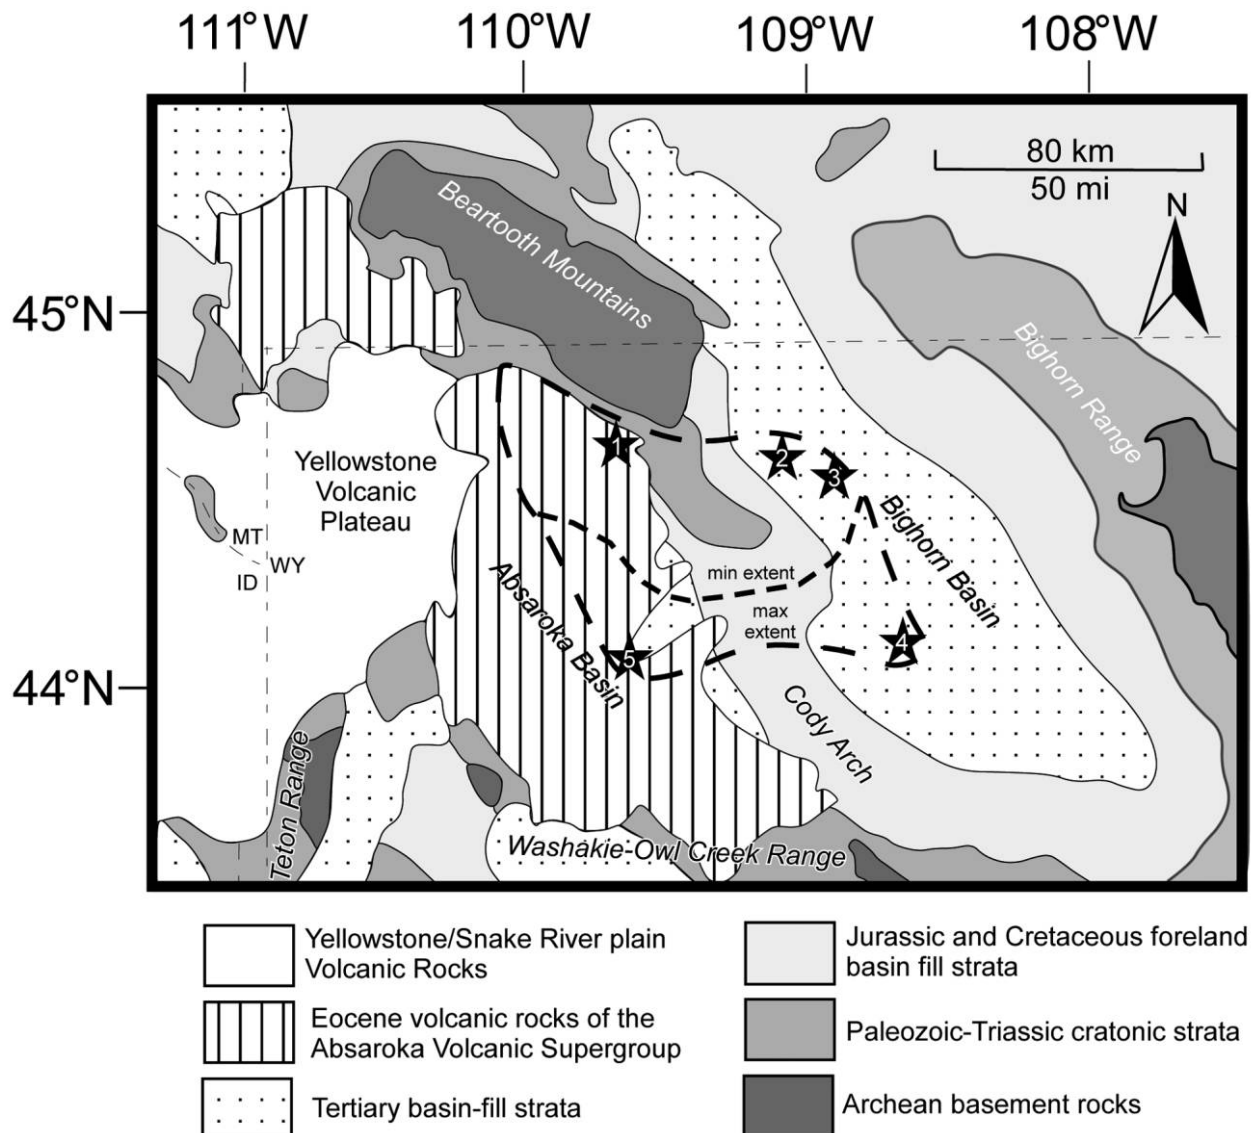 111°W 110°W 109°W 108°W
80 km
50 mi
N
Beartooth Mountains
45°N
Bighorn Range
Yellowstone
Volcanic
Plateau
1
2
3
Bighorn Basin
MT
WY
ID
min extent
Absaroka Basin
max
extent
4
5
44°N
Cody Arch
Teton Range
Washakie-Owl Creek Range
Yellowstone/Snake River plain
Volcanic Rocks
Eocene volcanic rocks of the
Absaroka Volcanic Supergroup
Tertiary basin-fill strata
Jurassic and Cretaceous foreland
basin fill strata
Paleozoic-Triassic cratonic strata
Archean basement rocks